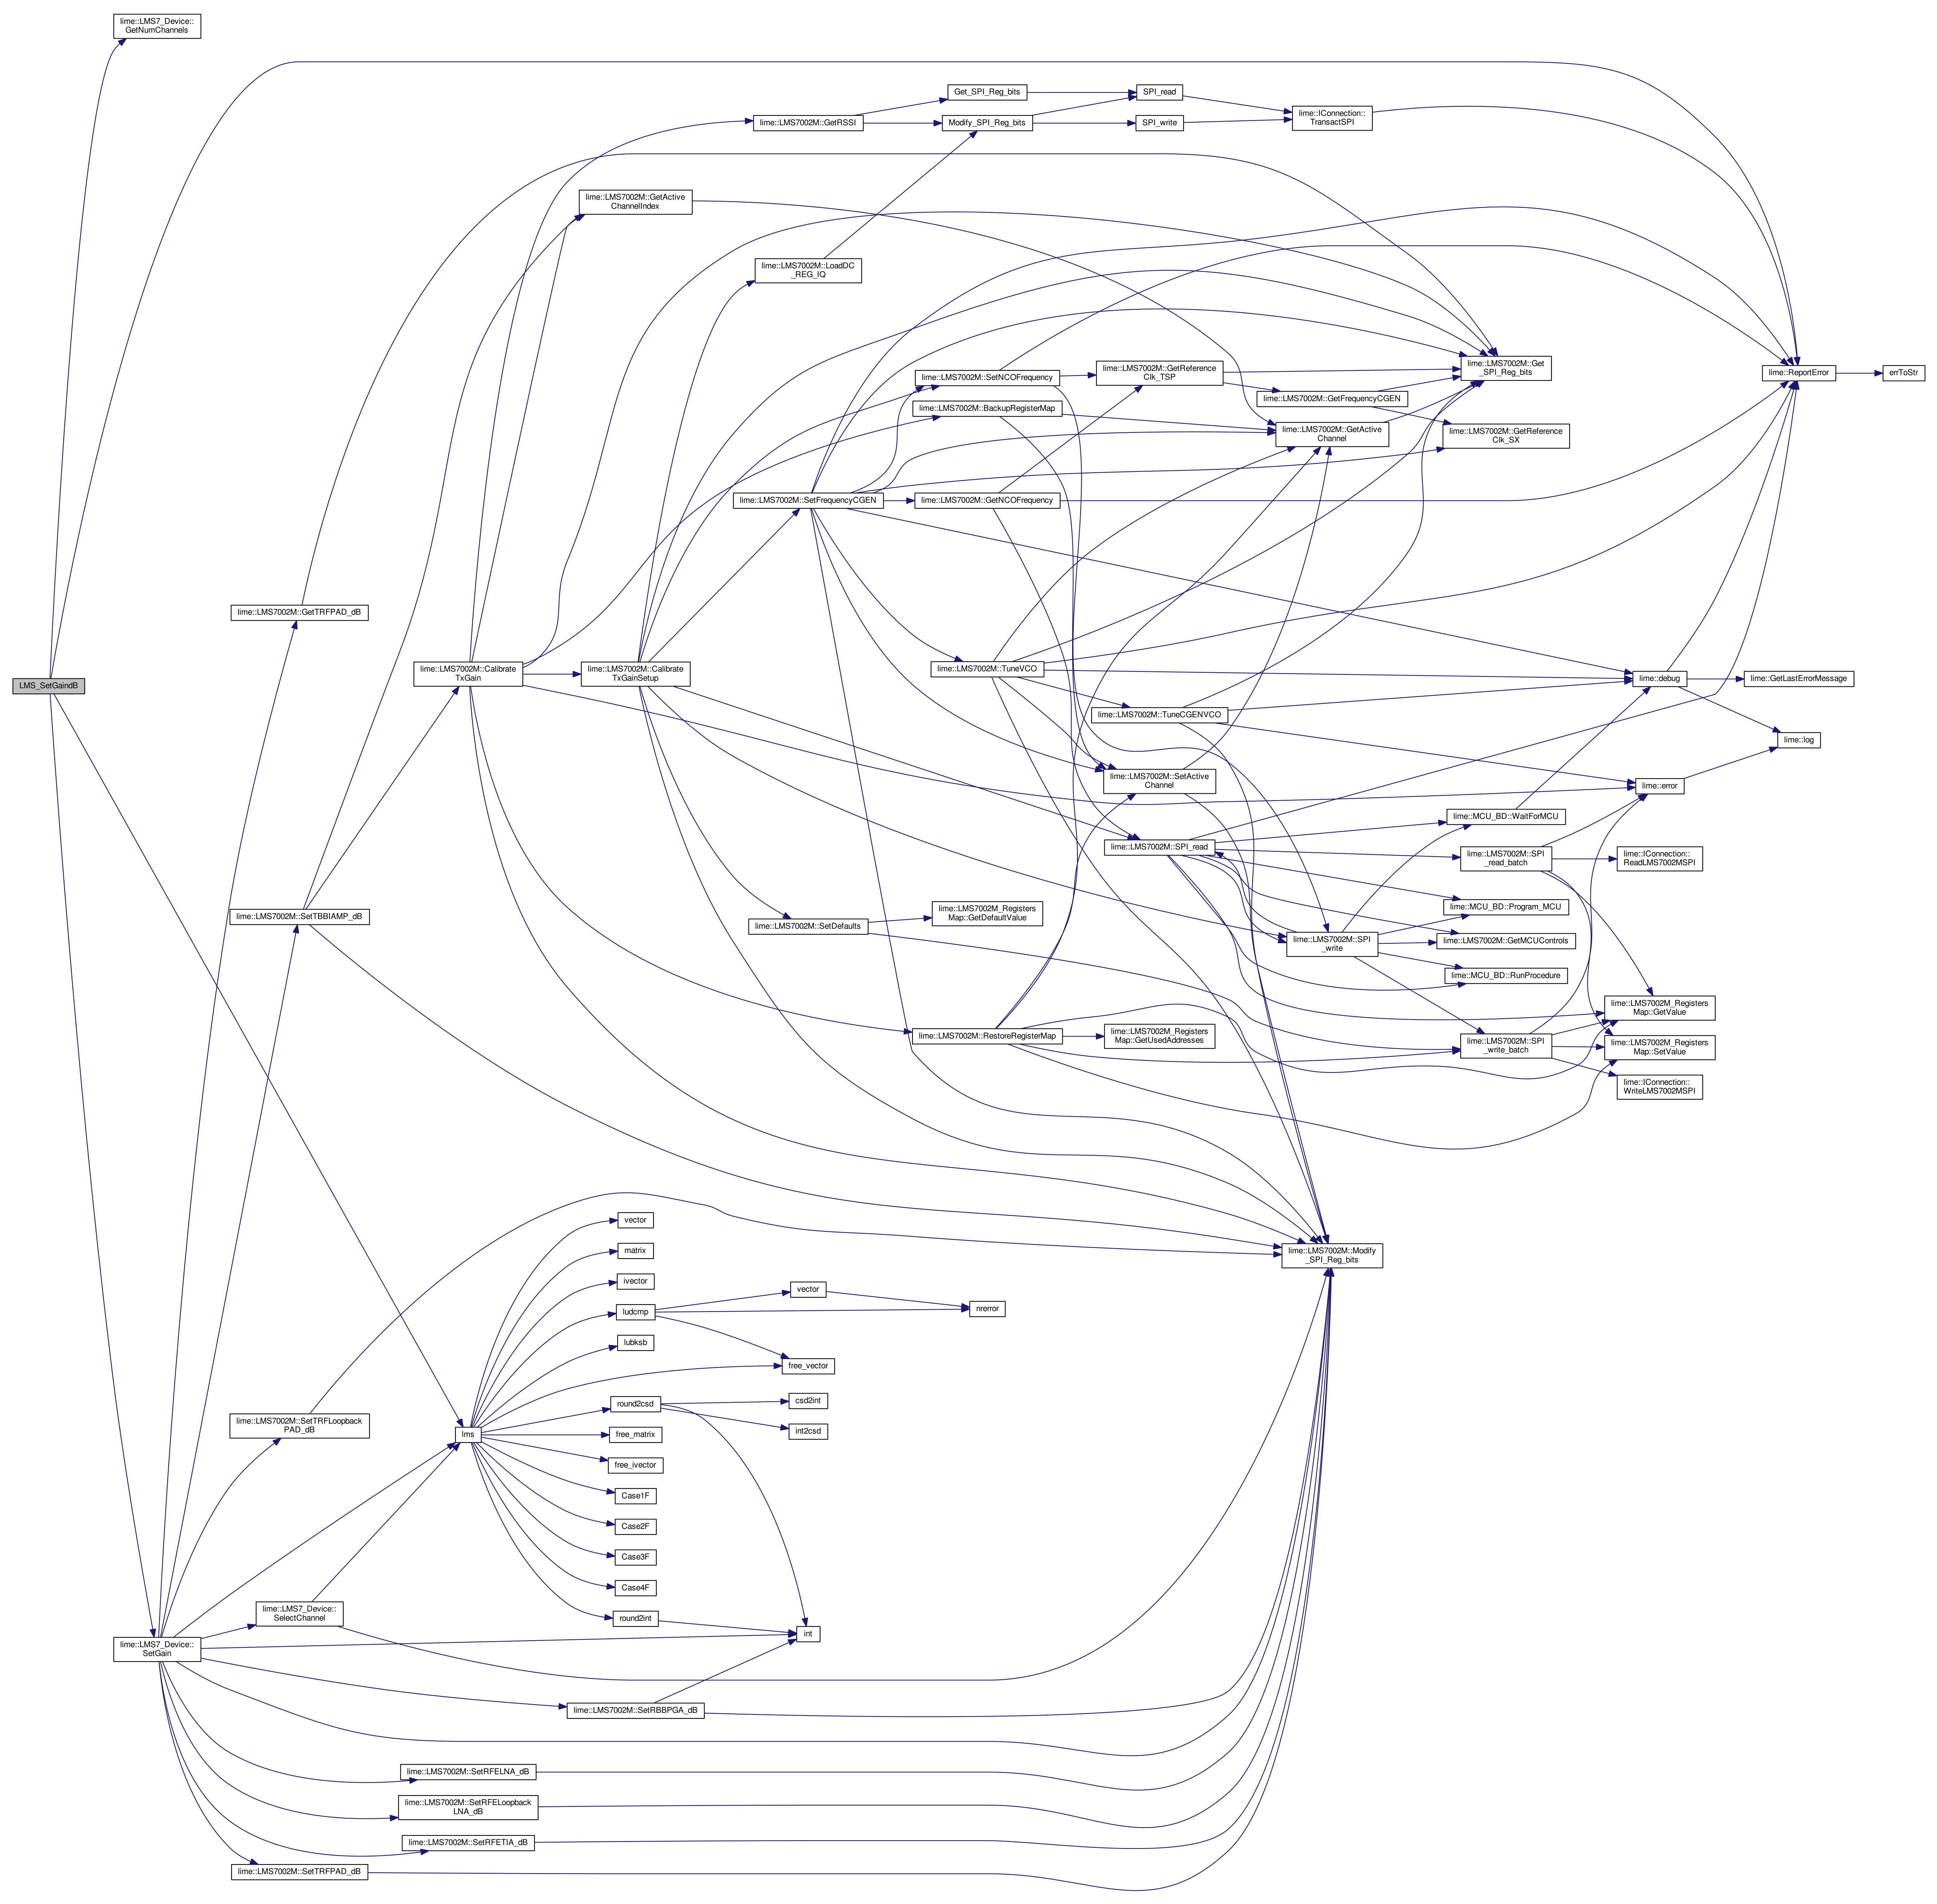 lime::LMS7_Device::
GetNumChannels
Get_SPI_Reg_bits
SPI_read
lime::LMS7002M::GetRSSI
Modify_SPI_Reg_bits
SPI_write
lime::IConnection::
TransactSPI
lime::LMS7002M::GetActive
ChannelIndex
lime::LMS7002M::LoadDC
_REG_IQ
lime::LMS7002M::SetNCOFrequency
lime::LMS7002M::GetReference
Clk_TSP
lime::LMS7002M::Get
_SPI_Reg_bits
lime::ReportError
errToStr
lime::LMS7002M::GetFrequencyCGEN
lime::LMS7002M::BackupRegisterMap
lime::LMS7002M::GetActive
Channel
lime::LMS7002M::GetReference
Clk_SX
lime::LMS7002M::SetFrequencyCGEN
lime::LMS7002M::GetNCOFrequency
lime::LMS7002M::GetTRFPAD_dB
LMS_SetGaindB
lime::LMS7002M::Calibrate
TxGain
lime::LMS7002M::Calibrate
TxGainSetup
lime::LMS7002M::TuneVCO
lime::debug
lime::GetLastErrorMessage
lime::LMS7002M::TuneCGENVCO
lime::log
lime::LMS7002M::SetActive
Channel
lime::error
lime::MCU_BD::WaitForMCU
lime::LMS7002M::SPI_read
lime::LMS7002M::SPI
_read_batch
lime::IConnection::
ReadLMS7002MSPI
lime::LMS7002M::SetTBBIAMP_dB
lime::LMS7002M::SetDefaults
lime::LMS7002M_Registers
Map::GetDefaultValue
lime::MCU_BD::Program_MCU
lime::LMS7002M::SPI
_write
lime::LMS7002M::GetMCUControls
lime::MCU_BD::RunProcedure
lime::LMS7002M_Registers
Map::GetValue
lime::LMS7002M::RestoreRegisterMap
lime::LMS7002M_Registers
Map::GetUsedAddresses
lime::LMS7002M::SPI
_write_batch
lime::LMS7002M_Registers
Map::SetValue
lime::IConnection::
WriteLMS7002MSPI
vector
matrix
lime::LMS7002M::Modify
_SPI_Reg_bits
ivector
vector
ludcmp
nrerror
lubksb
free_vector
round2csd
csd2int
lime::LMS7002M::SetTRFLoopback
PAD_dB
lms
free_matrix
int2csd
free_ivector
Case1F
Case2F
Case3F
Case4F
lime::LMS7_Device::
SelectChannel
round2int
int
lime::LMS7_Device::
SetGain
lime::LMS7002M::SetRBBPGA_dB
lime::LMS7002M::SetRFELNA_dB
lime::LMS7002M::SetRFELoopback
LNA_dB
lime::LMS7002M::SetRFETIA_dB
lime::LMS7002M::SetTRFPAD_dB